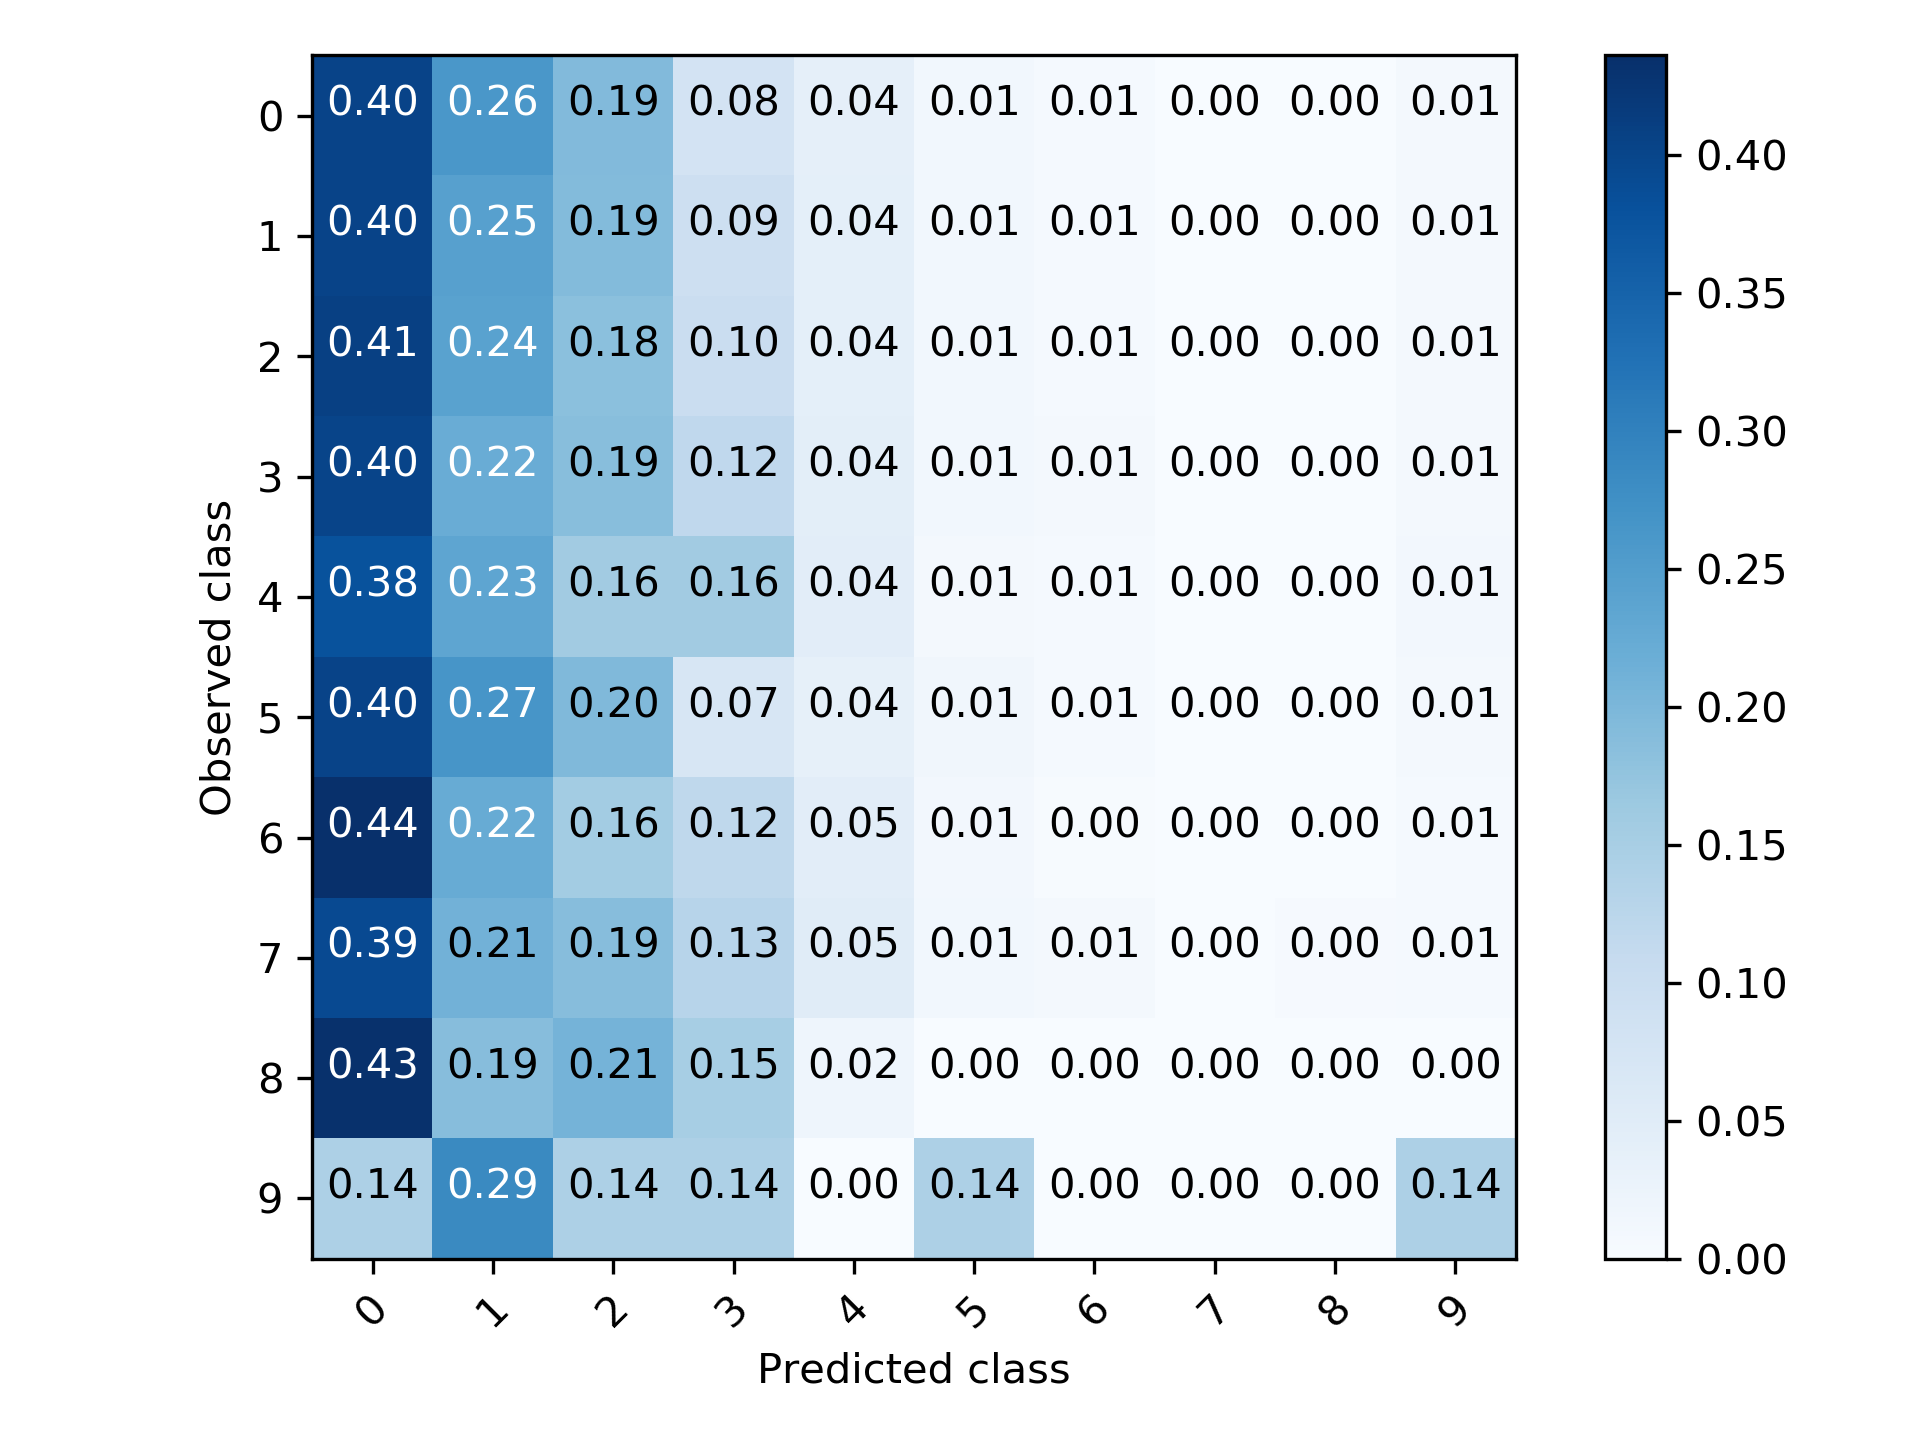 0 0.40 0.26 0.19 0.08 0.04 0.01 0.01 0.00 0.00 0.01
1 0.40 0.25 0.19 0.09 0.04 0.01 0.01 0.00 0.00 0.01
2 0.41 0.24 0.18 0.10 0.04 0.01 0.01 0.00 0.00 0.01
3 0.40 0.22 0.19 0.12 0.04 0.01 0.01 0.00 0.00 0.01
4 0.38 0.23 0.16 0.16 0.04 0.01 0.01 0.00 0.00 0.01
5 0.40 0.27 0.20 0.07 0.04 0.01 0.01 0.00 0.00 0.01
6 0.44 0.22 0.16 0.12 0.05 0.01 0.00 0.00 0.00 0.01
7 0.39 0.21 0.19 0.13 0.05 0.01 0.01 0.00 0.00 0.01
8 0.43 0.19 0.21 0.15 0.02 0.00 0.00 0.00 0.00 0.00
9 0.14 0.29 0.14 0.14 0.00 0.14 0.00 0.00 0.00 0.14
0 1 2 3 4 5 6 7 8 9
Predicted class
Observed class
0.40
0.35
0.30
0.25
0.20
0.15
0.10
0.05
0.00